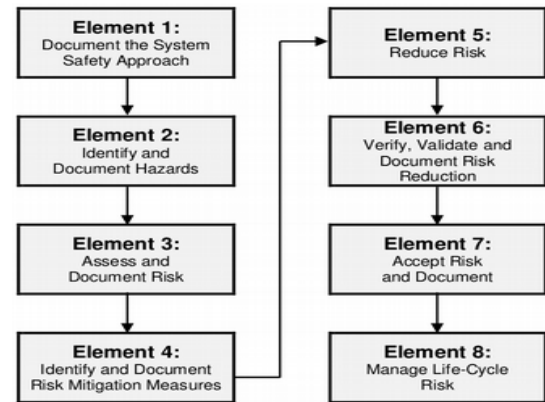 Element 1:
Document the System
Safety Approach
Element 2:
Identify and
Document Hazards
Element 3:
Assess and
Document Risk
Element 4:
Identify and Document
Risk Mitigation Measures
Element 5:
Reduce Risk
Element 6:
Verify, Validate and
Document Risk
Reduction
Element 7:
Accept Risk
and Document
Element 8:
Manage Life-Cycle
Risk